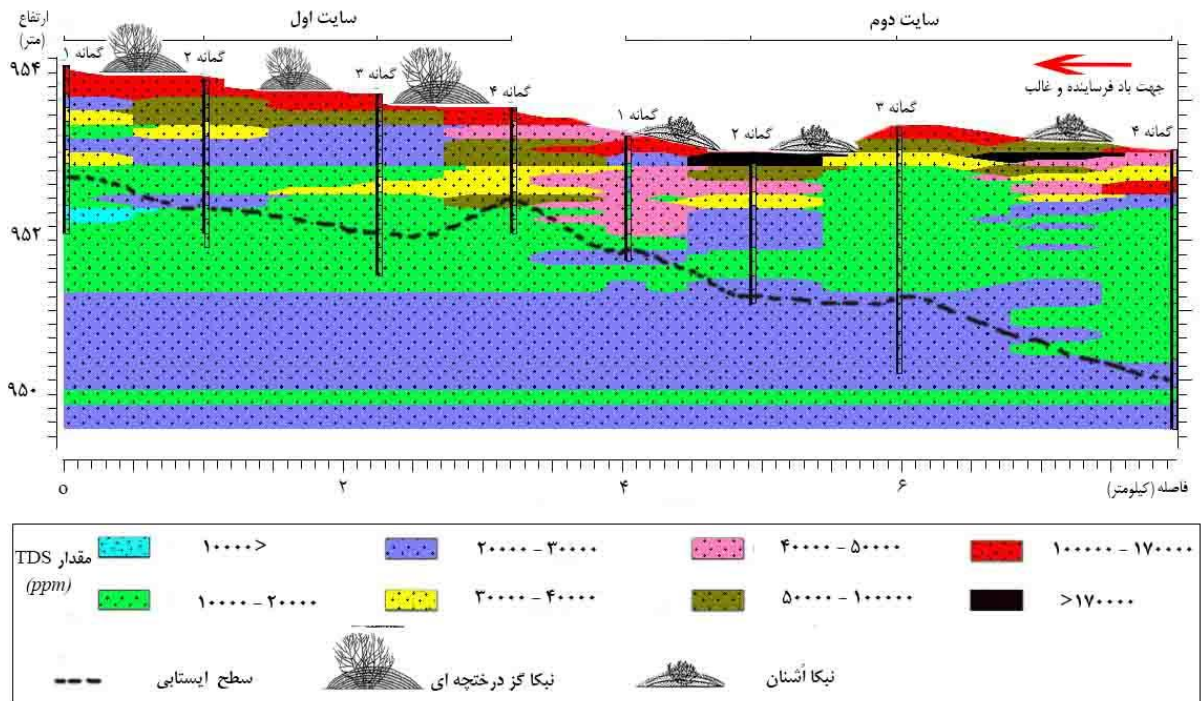 ارتفاع
(متر)
سایت اول
سایت دوم
گمانه ۱
گمانه ۲
گمانه ۳
گمانه ۴
گمانه ۱
گمانه ۲
گمانه ۳
گمانه ۴
جهت باد فرساینده و غالب
۹۵۴
۹۵۲
۹۵۰
۰
۲
۴
۶
فاصله (کیلومتر)
مقدار TDS
(ppm)
۱۰۰۰۰>
۲۰۰۰۰ - ۳۰۰۰۰
۴۰۰۰۰ - ۵۰۰۰۰
۱۰۰۰۰۰ - ۱۷۰۰۰۰
۱۰۰۰۰ - ۲۰۰۰۰
۳۰۰۰۰ - ۴۰۰۰۰
۵۰۰۰۰ - ۱۰۰۰۰۰
>۱۷۰۰۰۰
سطح ایستابی
نبکا گز درختچه ای
نبکا اُشنان